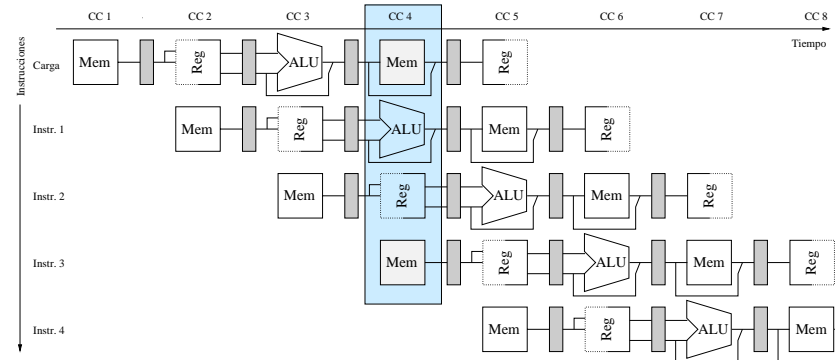 CC 1 CC 2 CC 3 CC 4 CC 5 CC 6 CC 7 CC 8
Tiempo
Instrucciones
Carga Mem Reg ALU Mem Reg
Instr. 1 Mem Reg ALU Mem Reg
Instr. 2 Mem Reg ALU Mem Reg
Instr. 3 Mem Reg ALU Mem Reg
Instr. 4 Mem Reg ALU Mem